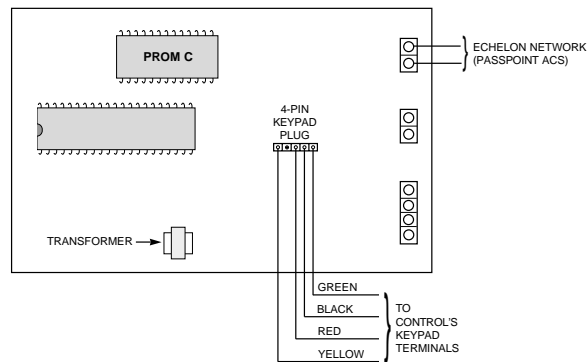 PROM C
ECHELON NETWORK
(PASSPOINT ACS)
4-PIN
KEYPAD
PLUG
TRANSFORMER
GREEN
BLACK
RED
YELLOW
TO
CONTROL'S
KEYPAD
TERMINALS